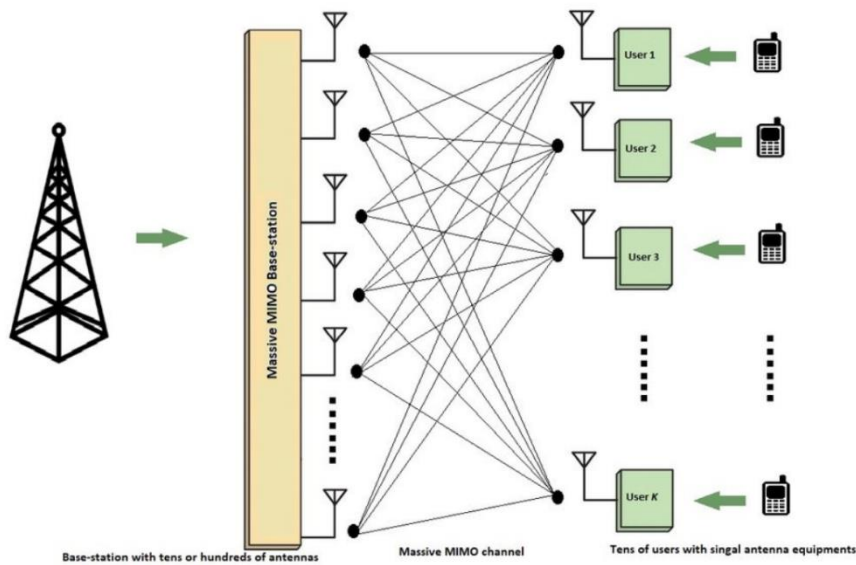 Massive MIMO Base-station
User 1
User 2
User 3
User K
Base-station with tens or hundreds of antennas
Massive MIMO channel
Tens of users with singal antenna equipments